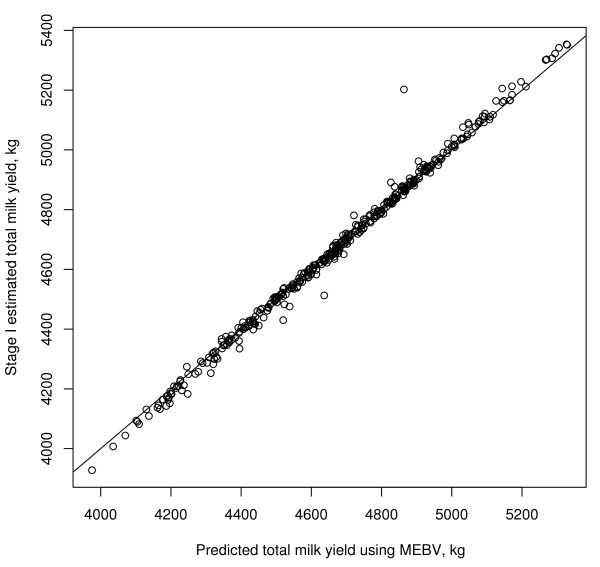 5400
5200
5000
4800
4600
4400
4200
4000
Stage I estimated total milk yield, kg
4000 4200 4400 4600 4800 5000 5200
Predicted total milk yield using MEBV, kg